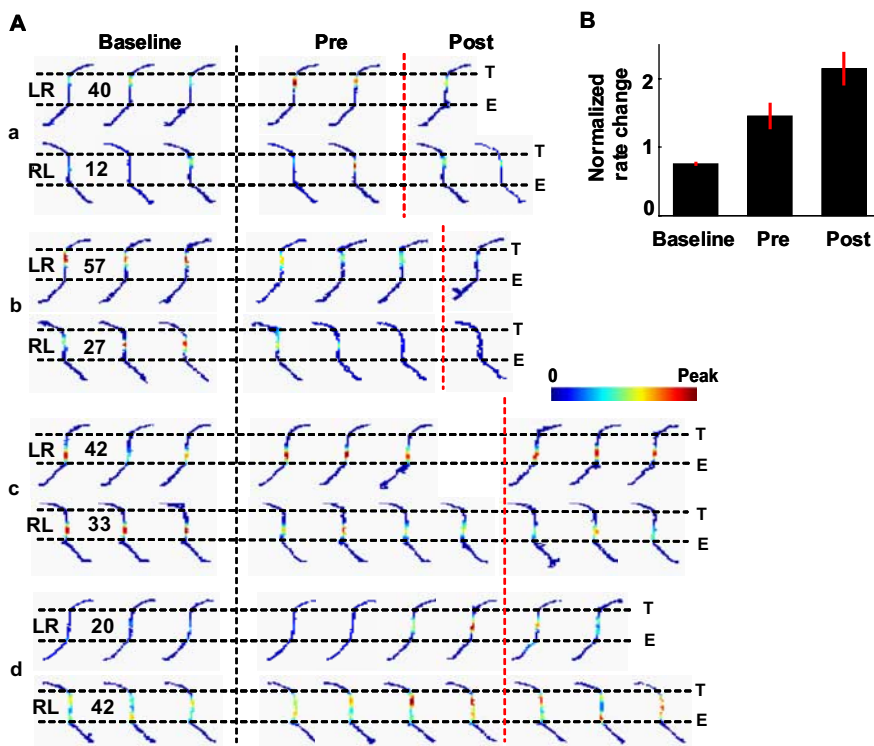 A
Baseline Pre Post
LR 40 T
E
a
RL 12 T
E
LR 57 T
E
b
RL 27 T
E
LR 42 T
E
c
RL 33 T
E
LR 20 T
E
d
RL 42 T
E
B
Normalized
rate change
2
1
0
Baseline Pre Post
0 Peak